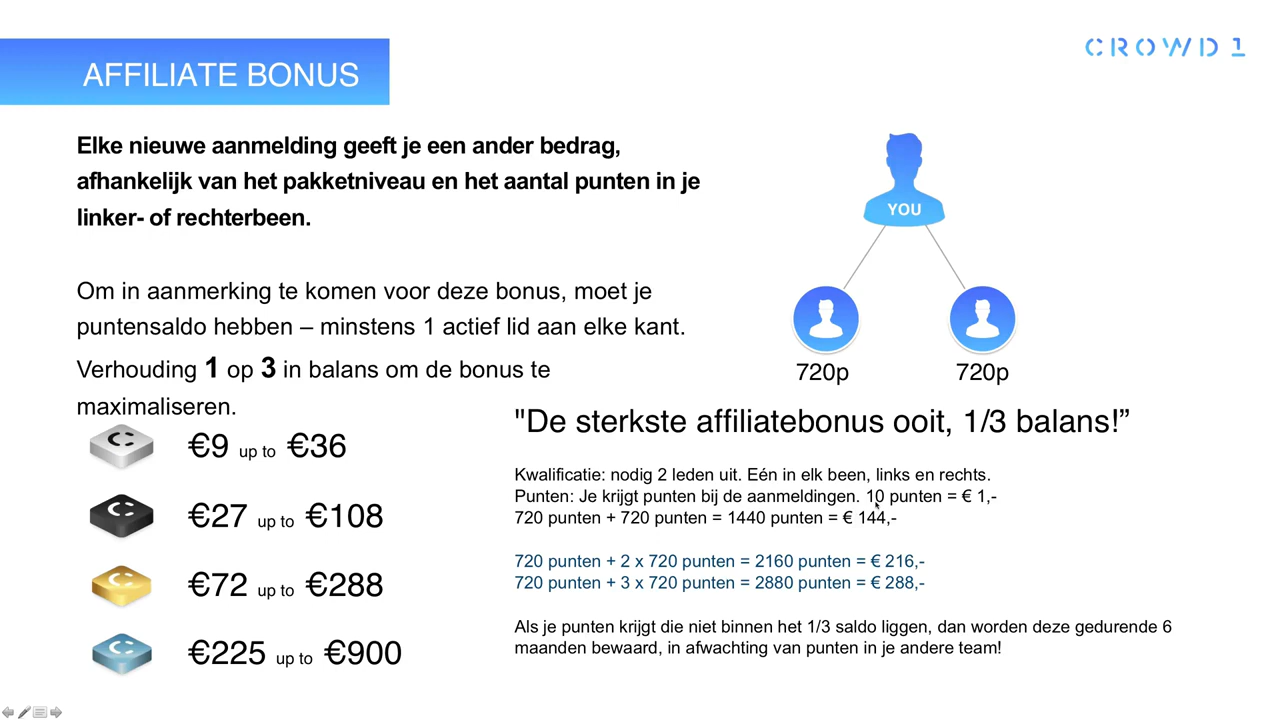 AFFILIATE BONUS
CROWD 1
Elke nieuwe aanmelding geeft je een ander bedrag,
afhankelijk van het pakketniveau en het aantal punten in je
linker- of rechterbeen.
Om in aanmerking te komen voor deze bonus, moet je
puntensaldo hebben – minstens 1 actief lid aan elke kant.
Verhouding 1 op 3 in balans om de bonus te
maximaliseren.
€9 up to €36
€27 up to €108
€72 up to €288
€225 up to €900
YOU
720p 720p
"De sterkste affiliatebonus ooit, 1/3 balans!”
Kwalificatie: nodig 2 leden uit. Eén in elk been, links en rechts.
Punten: Je krijgt punten bij de aanmeldingen. 10 punten = € 1,-
720 punten + 720 punten = 1440 punten = € 144,-
720 punten + 2 x 720 punten = 2160 punten = € 216,-
720 punten + 3 x 720 punten = 2880 punten = € 288,-
Als je punten krijgt die niet binnen het 1/3 saldo liggen, dan worden deze gedurende 6
maanden bewaard, in afwachting van punten in je andere team!